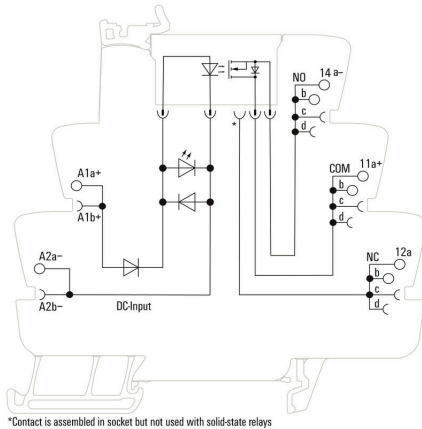 NO 14 a–
b
c
d
*
COM 11a+
b
c
d
A1a+
A1b+
NC 12a
b
c
d
A2a–
A2b–
DC-Input
*Contact is assembled in socket but not used with solid-state relays